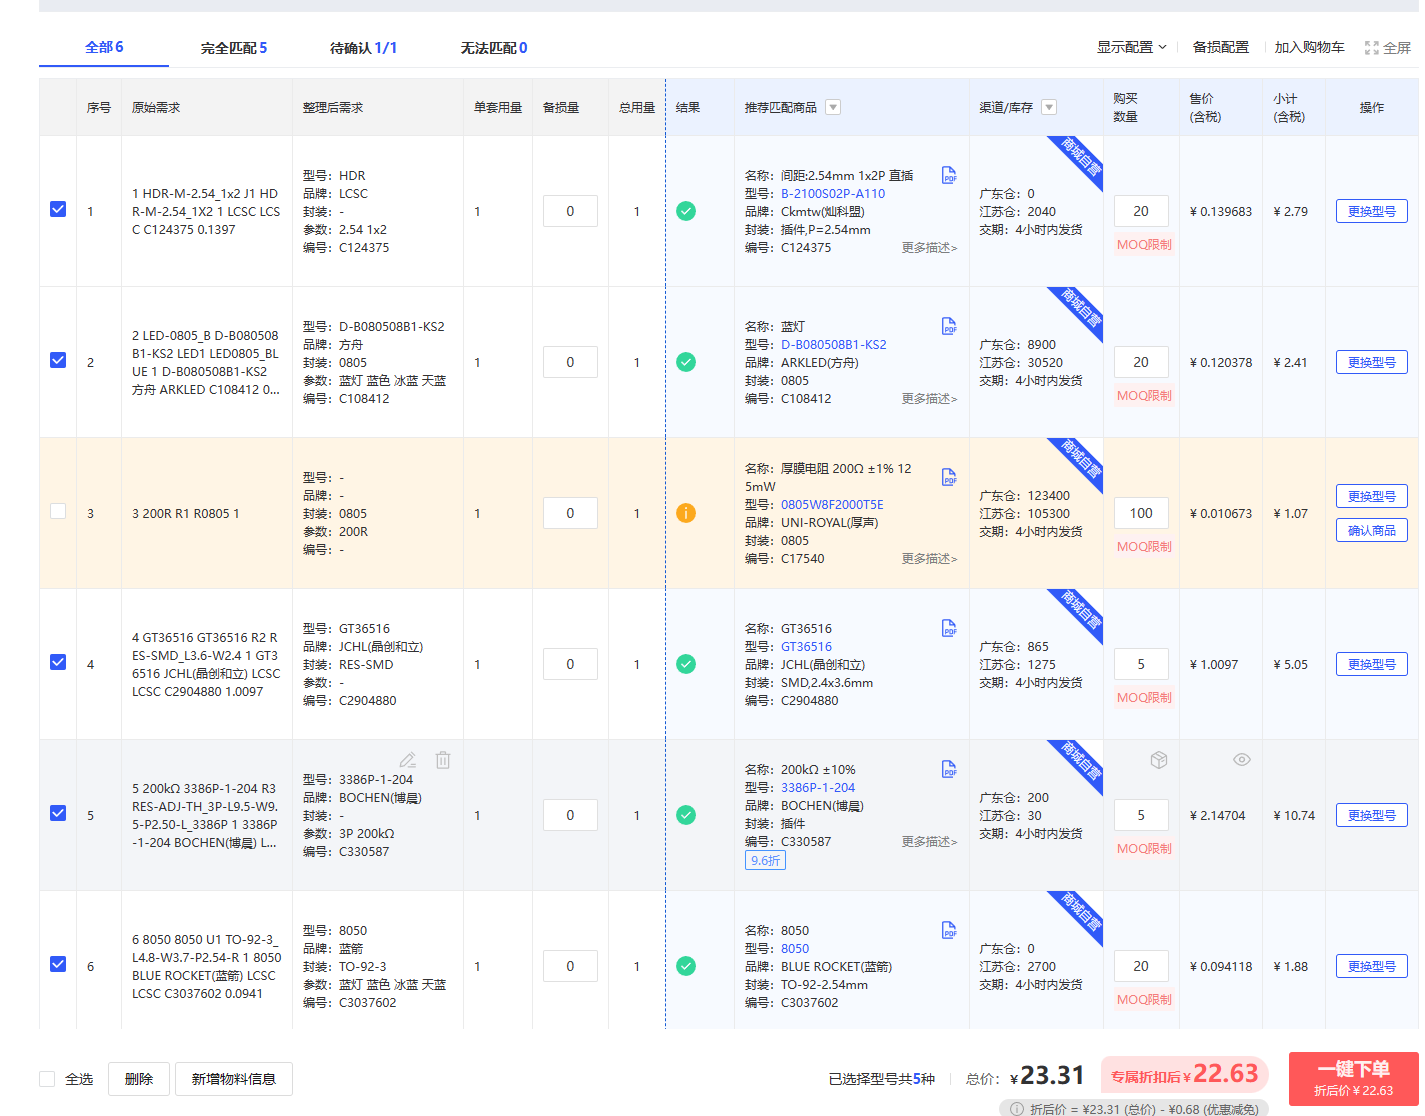 全部 6
完全匹配 5
待确认 1/1
无法匹配 0
显示配置
备损配置
加入购物车
全屏
序号
原始需求
整理后需求
单套用量
备损量
总用量
结果
推荐匹配商品
渠道/库存
购买
数量
售价
(含税)
小计
(含税)
操作
1
1 HDR-M-2.54_1x2 J1 HD
R-M-2.54_1X2 1 LCSC LCS
C C124375 0.1397
型号：HDR
品牌：LCSC
封装：-
参数：2.54 1x2
编号：C124375
1
0
1
名称：间距:2.54mm 1x2P 直插
型号：B-2100S02P-A110
品牌：Ckmtw(灿科盟)
封装：插件,P=2.54mm
编号：C124375
更多描述>
PDF
商城自营
广东仓：0
江苏仓：2040
交期：4小时内发货
20
MOQ限制
¥ 0.139683
¥ 2.79
更换型号
2
2 LED-0805_B D-B080508
B1-KS2 LED1 LED0805_BL
UE 1 D-B080508B1-KS2
方舟 ARKLED C108412 0...
型号：D-B080508B1-KS2
品牌：方舟
封装：0805
参数：蓝灯 蓝色 冰蓝 天蓝
编号：C108412
1
0
1
名称：蓝灯
型号：D-B080508B1-KS2
品牌：ARKLED(方舟)
封装：0805
编号：C108412
更多描述>
PDF
商城自营
广东仓：8900
江苏仓：30520
交期：4小时内发货
20
MOQ限制
¥ 0.120378
¥ 2.41
更换型号
3
3 200R R1 R0805 1
型号：-
品牌：-
封装：0805
参数：200R
编号：-
1
0
1
名称：厚膜电阻 200Ω ±1% 12
5mW
型号：0805W8F2000T5E
品牌：UNI-ROYAL(厚声)
封装：0805
编号：C17540
更多描述>
PDF
商城自营
广东仓：123400
江苏仓：105300
交期：4小时内发货
100
MOQ限制
¥ 0.010673
¥ 1.07
更换型号
确认商品
4
4 GT36516 GT36516 R2 R
ES-SMD_L3.6-W2.4 1 GT3
6516 JCHL(晶创和立) LCSC
LCSC C2904880 1.0097
型号：GT36516
品牌：JCHL(晶创和立)
封装：RES-SMD
参数：-
编号：C2904880
1
0
1
名称：GT36516
型号：GT36516
品牌：JCHL(晶创和立)
封装：SMD,2.4x3.6mm
编号：C2904880
PDF
商城自营
广东仓：865
江苏仓：1275
交期：4小时内发货
5
MOQ限制
¥ 1.0097
¥ 5.05
更换型号
5
5 200kΩ 3386P-1-204 R3
RES-ADJ-TH_3P-L9.5-W9.
5-P2.50-L_3386P 1 3386P
-1-204 BOCHEN(博晨) L...
型号：3386P-1-204
品牌：BOCHEN(博晨)
封装：-
参数：3P 200kΩ
编号：C330587
1
0
1
名称：200kΩ ±10%
型号：3386P-1-204
品牌：BOCHEN(博晨)
封装：插件
编号：C330587
更多描述>
9.6折
PDF
商城自营
广东仓：200
江苏仓：30
交期：4小时内发货
5
MOQ限制
¥ 2.14704
¥ 10.74
更换型号
6
6 8050 8050 U1 TO-92-3_
L4.8-W3.7-P2.54-R 1 8050
BLUE ROCKET(蓝箭) LCSC
LCSC C3037602 0.0941
型号：8050
品牌：蓝箭
封装：TO-92-3
参数：蓝灯 蓝色 冰蓝 天蓝
编号：C3037602
1
0
1
名称：8050
型号：8050
品牌：BLUE ROCKET(蓝箭)
封装：TO-92-2.54mm
编号：C3037602
PDF
商城自营
广东仓：0
江苏仓：2700
交期：4小时内发货
20
MOQ限制
¥ 0.094118
¥ 1.88
更换型号
全选
删除
新增物料信息
已选择型号共5种
总价：¥23.31
专属折扣后¥22.63
一键下单
折后价¥22.63
折后价 = ¥23.31 (总价) - ¥0.68 (优惠减免)